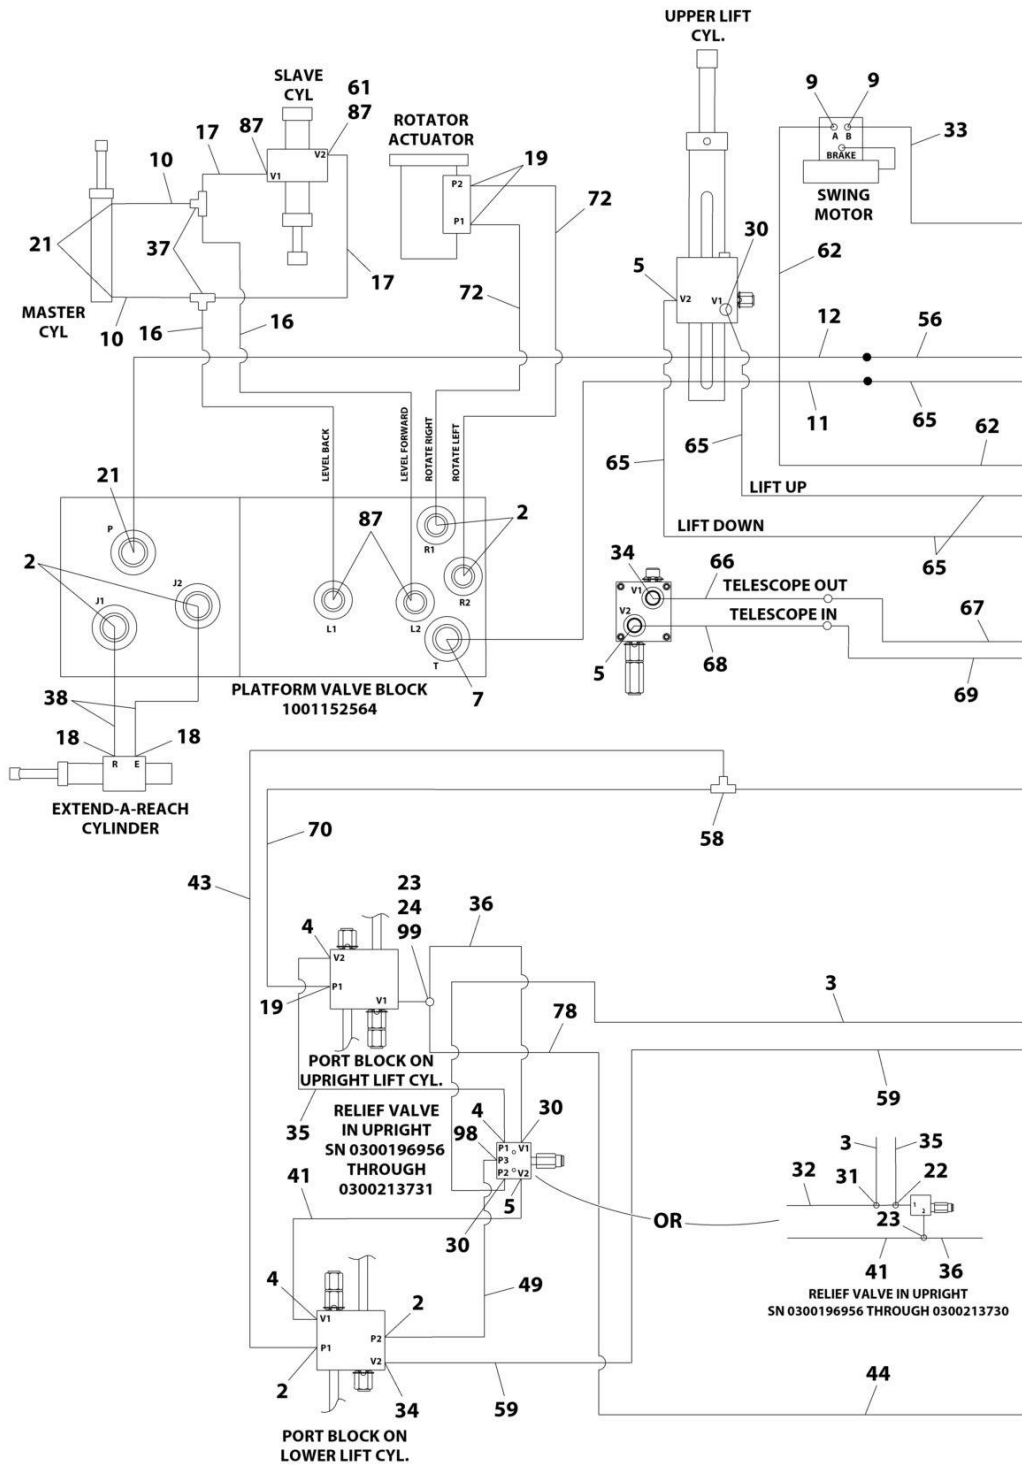 UPPER LIFT
CYL.
SLAVE
CYL
61
87
87
17
10
V2
V1
ROTATOR
ACTUATOR
19
P2
P1
72
72
9
9
A B
BRAKE
33
SWING
MOTOR
21
37
17
MASTER
CYL
10
16
16
30
5
V2
V1
62
12
56
11
65
65
65
62
LIFT UP
LIFT DOWN
65
LEVEL BACK
LEVEL FORWARD
ROTATE RIGHT
ROTATE LEFT
21
P
2
J1
J2
87
L1
L2
2
R1
R2
T
7
PLATFORM VALVE BLOCK
1001152564
34
V1
V2
66
TELESCOPE OUT
TELESCOPE IN
67
5
68
69
38
18
18
R E
EXTEND-A-REACH
CYLINDER
58
70
43
23
24
99
36
4
V2
P1
V1
19
78
3
PORT BLOCK ON
UPRIGHT LIFT CYL.
59
35
RELIEF VALVE
IN UPRIGHT
SN 0300196956
THROUGH
0300213731
4
30
98
P1 V1
P3
P2 V2
5
30
41
OR
3
35
32
31
22
1
2
23
41
36
RELIEF VALVE IN UPRIGHT
SN 0300196956 THROUGH 0300213730
49
4
2
V1
P1
P2
V2
2
34
59
44
PORT BLOCK ON
LOWER LIFT CYL.